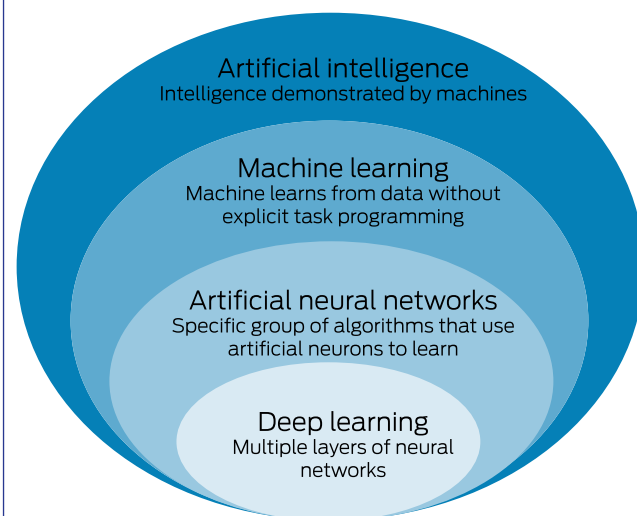 Artificial intelligence
Intelligence demonstrated by machines
Machine learning
Machine learns from data without
explicit task programming
Artificial neural networks
Specific group of algorithms that use
artificial neurons to learn
Deep learning
Multiple layers of neural
networks